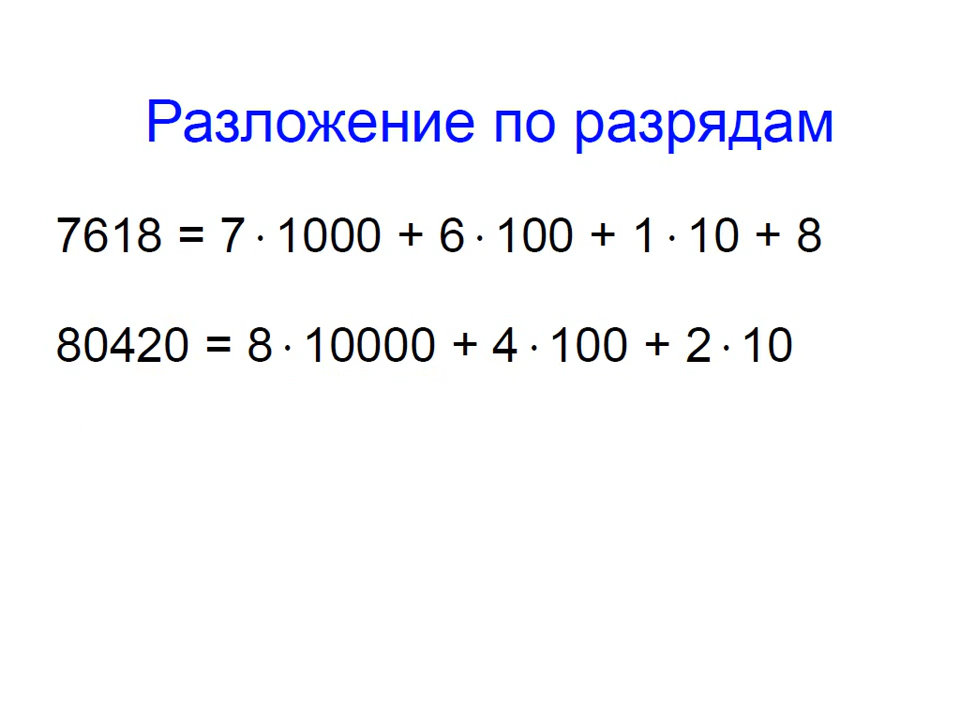 Разложение по разрядам
7618 = 7 · 1000 + 6 · 100 + 1 · 10 + 8
80420 = 8 · 10000 + 4 · 100 + 2 · 10